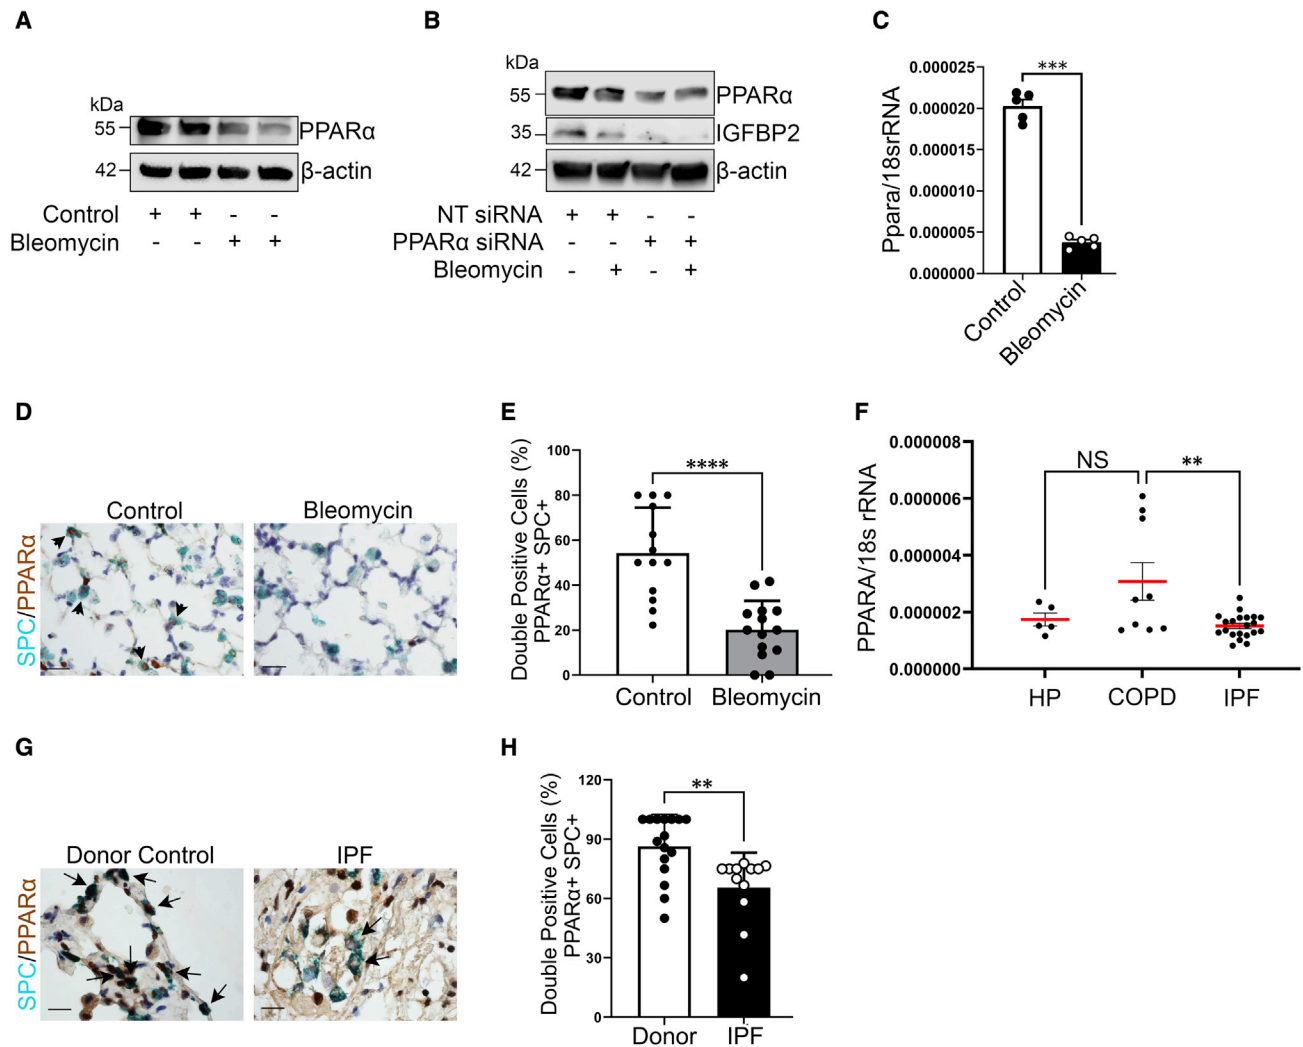 A
kDa
55
PPARα
42
β-actin
Control + + - -
Bleomycin - - + +
B
kDa
55
PPARα
35
IGFBP2
42
β-actin
NT siRNA + + - -
PPARα siRNA - - + +
Bleomycin - + - +
C
Ppara/18srRNA
0.000025
0.000020
0.000015
0.000010
0.000005
0.000000
***
Control
Bleomycin
D
SPC/PPARα
Control
Bleomycin
E
Double Positive Cells (%)
PPARα+ SPC+
100
80
60
40
20
0
****
Control
Bleomycin
F
PPARA/18s rRNA
0.000008
0.000006
0.000004
0.000002
0.000000
NS
**
HP
COPD
IPF
G
SPC/PPARα
Donor Control
IPF
H
Double Positive Cells (%)
PPARα+ SPC+
120
90
60
30
0
**
Donor
IPF